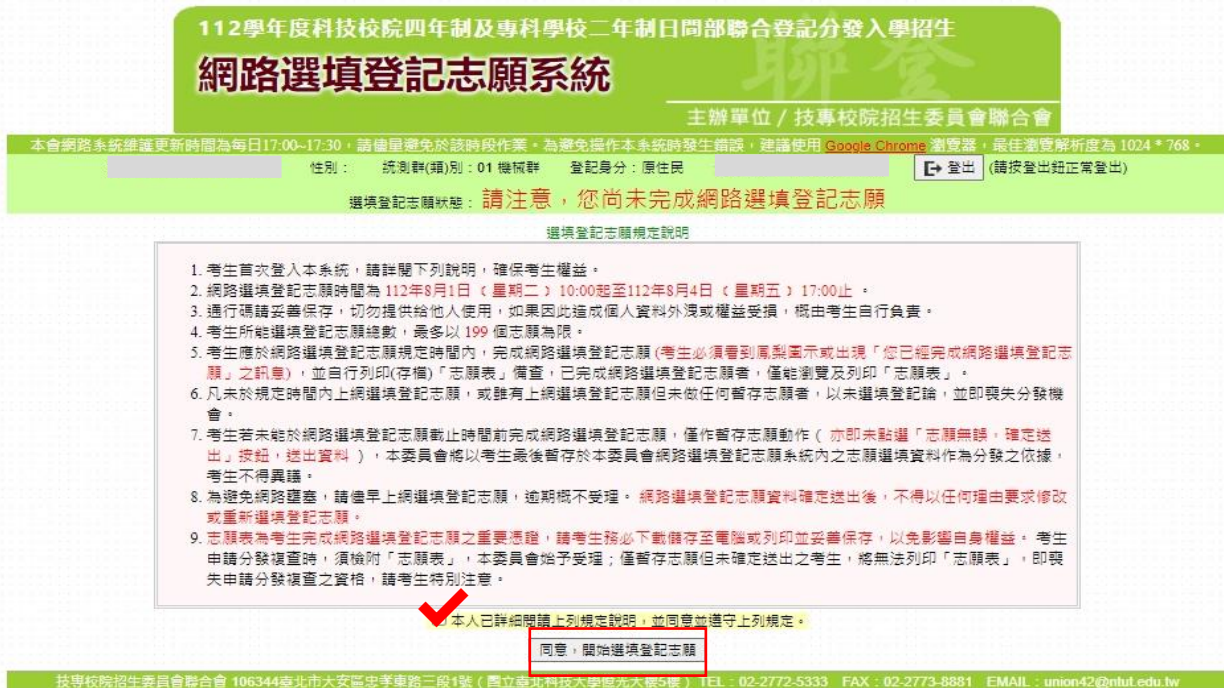 112學年度科技校院四年制及專科學校二年制日間部聯合登記分發入學招生
聯登
網路選填登記志願系統
主辦單位 / 技專校院招生委員會聯合會
本會網路系統維護更新時間為每日17:00~17:30，請儘量避免於該時段作業。為避免操作本系統時發生錯誤，建議使用 Google Chrome 瀏覽器，最佳瀏覽解析度為 1024 * 768。
性別： 統測群(類)別：01 機械群 登記身分：原住民 登出 (請按登出鈕正常登出)
選填登記志願狀態： 請注意，您尚未完成網路選填登記志願
選填登記志願規定說明
1. 考生首次登入本系統，請詳閱下列說明，確保考生權益。
2. 網路選填登記志願時間為 112年8月1日（星期二）10:00起至112年8月4日（星期五）17:00止 。
3. 通行碼請妥善保存，切勿提供給他人使用，如果因此造成個人資料外洩或權益受損，概由考生自行負責。
4. 考生所能選填登記志願總數，最多以 199 個志願為限。
5. 考生應於網路選填登記志願規定時間內，完成網路選填登記志願 (考生必須看到鳳梨圖示或出現「您已經完成網路選填登記志
願」之訊息) ，並自行列印(存檔)「志願表」備查，已完成網路選填登記志願者，僅能瀏覽及列印「志願表」。
6. 凡未於規定時間內上網選填登記志願，或雖有上網選填登記志願但未做任何暫存志願者，以未選填登記論，並即喪失分發機
會。
7. 考生若未能於網路選填登記志願截止時間前完成網路選填登記志願，僅作暫存志願動作（ 亦即未點選「志願無誤，確定送
出」按鈕，送出資料 ），本委員會將以考生最後暫存於本委員會網路選填登記志願系統內之志願選填資料作為分發之依據，
考生不得異議。
8. 為避免網路壅塞，請儘早上網選填登記志願，逾期概不受理。 網路選填登記志願資料確定送出後，不得以任何理由要求修改
或重新選填登記志願。
9. 志願表為考生完成網路選填登記志願之重要憑證，請考生務必下載儲存至電腦或列印並妥善保存，以免影響自身權益。 考生
申請分發複查時，須檢附「志願表」，本委員會始予受理；僅暫存志願但未確定送出之考生，將無法列印「志願表」，即喪
失申請分發複查之資格，請考生特別注意。
本人已詳細閱讀上列規定說明，並同意並遵守上列規定。
同意，開始選填登記志願
技專校院招生委員會聯合會 106344臺北市大安區忠孝東路三段1號（國立臺北科技大學億光大樓5樓） TEL：02-2772-5333 FAX：02-2773-8881 EMAIL：union42@ntut.edu.tw